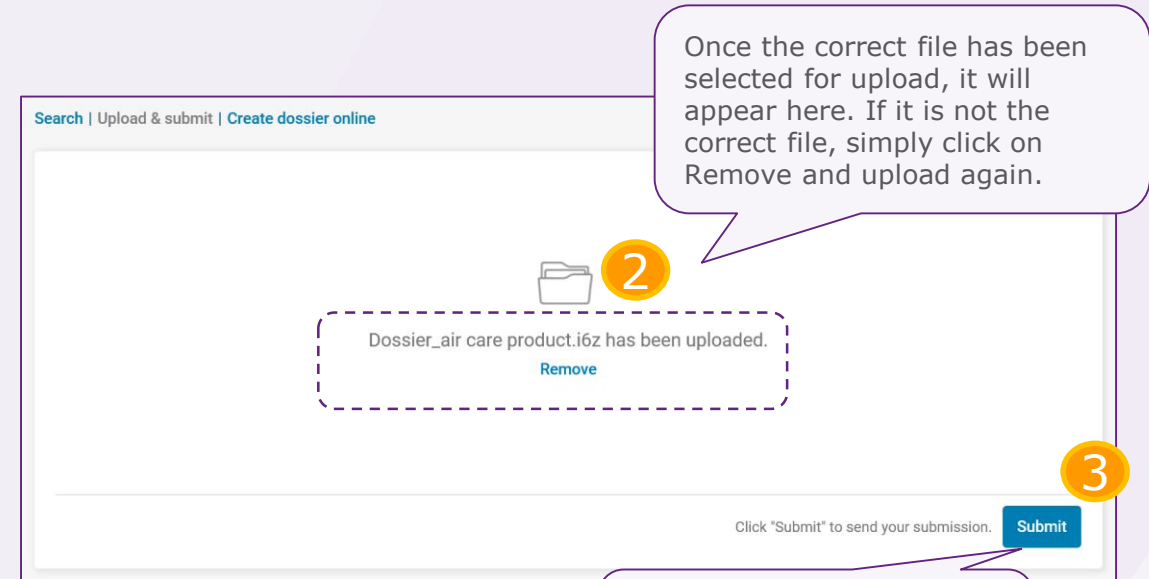 Once the correct file has been
selected for upload, it will
appear here. If it is not the
correct file, simply click on
Remove and upload again.
Search | Upload & submit | Create dossier online
2
Dossier_air care product.i6z has been uploaded.
Remove
3
Click "Submit" to send your submission. Submit